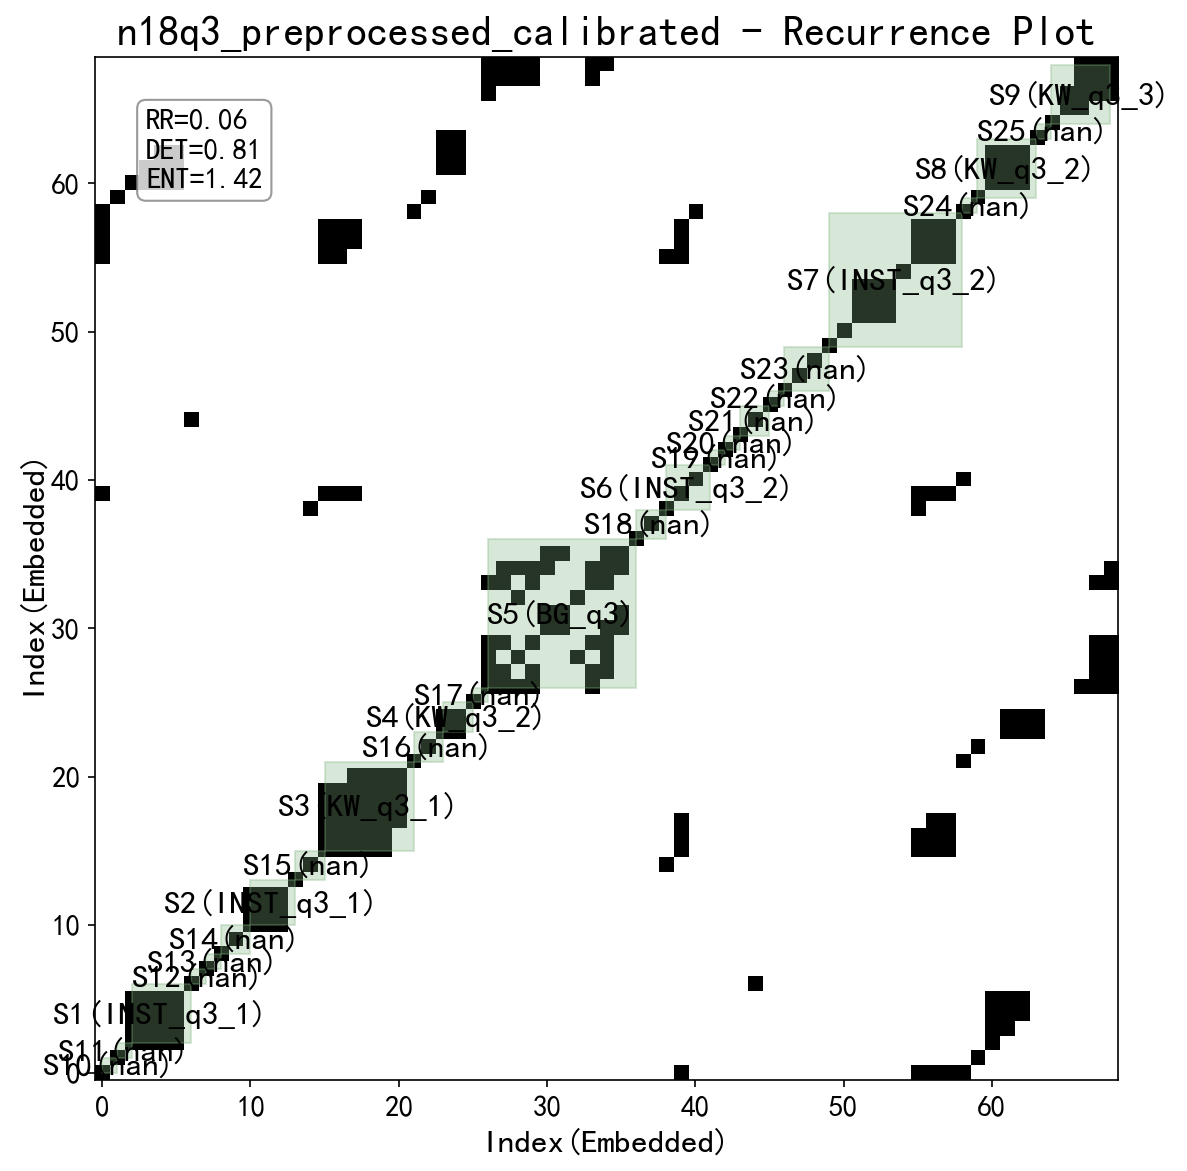 n18q3_preprocessed_calibrated - Recurrence Plot
RR=0.06
DET=0.81
ENT=1.42
S9(KW_q3_3)
S25(nan)
S8(KW_q3_2)
S24(nan)
S7(INST_q3_2)
S23(nan)
S22(nan)
S21(nan)
S20(nan)
S19(nan)
S6(INST_q3_2)
S18(nan)
S5(BG_q3)
S17(nan)
S4(KW_q3_2)
S16(nan)
S3(KW_q3_1)
S15(nan)
S2(INST_q3_1)
S14(nan)
S13(nan)
S12(nan)
S1(INST_q3_1)
S11(nan)
S10(nan)
60
50
40
30
20
10
0
Index(Embedded)
0 10 20 30 40 50 60
Index(Embedded)